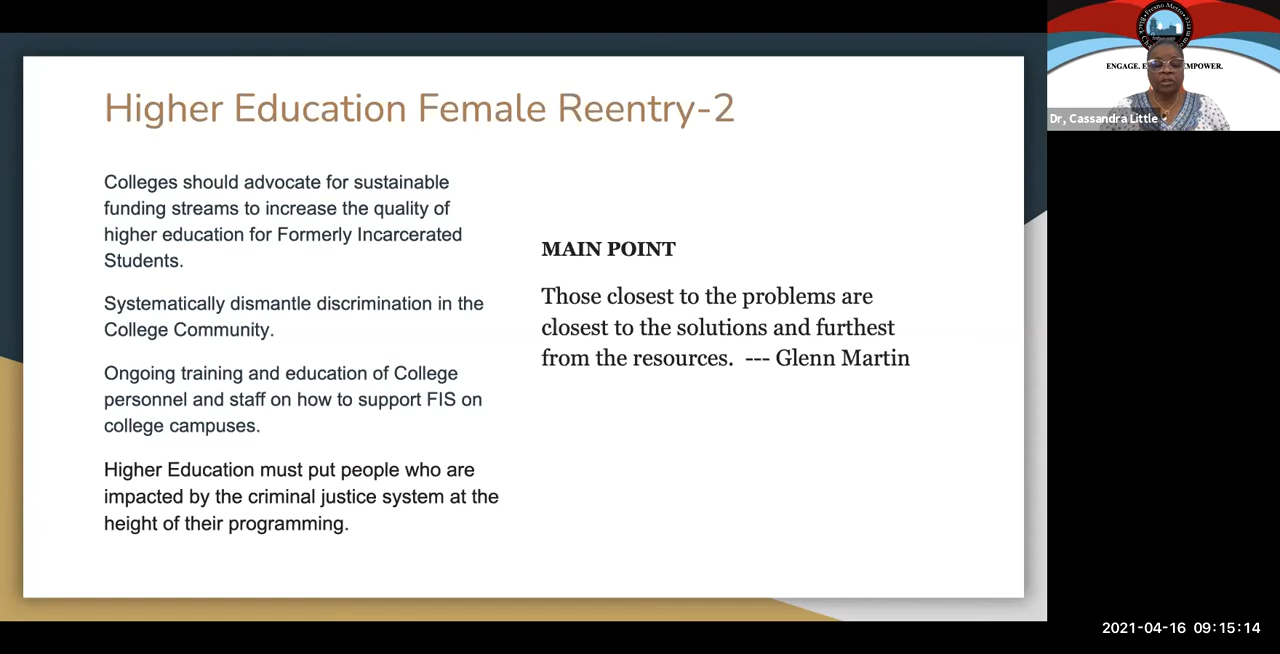 Higher Education Female Reentry-2
Colleges should advocate for sustainable
funding streams to increase the quality of
higher education for Formerly Incarcerated
Students.
Systematically dismantle discrimination in the
College Community.
Ongoing training and education of College
personnel and staff on how to support FIS on
college campuses.
Higher Education must put people who are
impacted by the criminal justice system at the
height of their programming.
MAIN POINT
Those closest to the problems are
closest to the solutions and furthest
from the resources. --- Glenn Martin
Fresno Metro
ENGAGE. E MPOWER.
Dr, Cassandra Little
2021-04-16 09:15:14